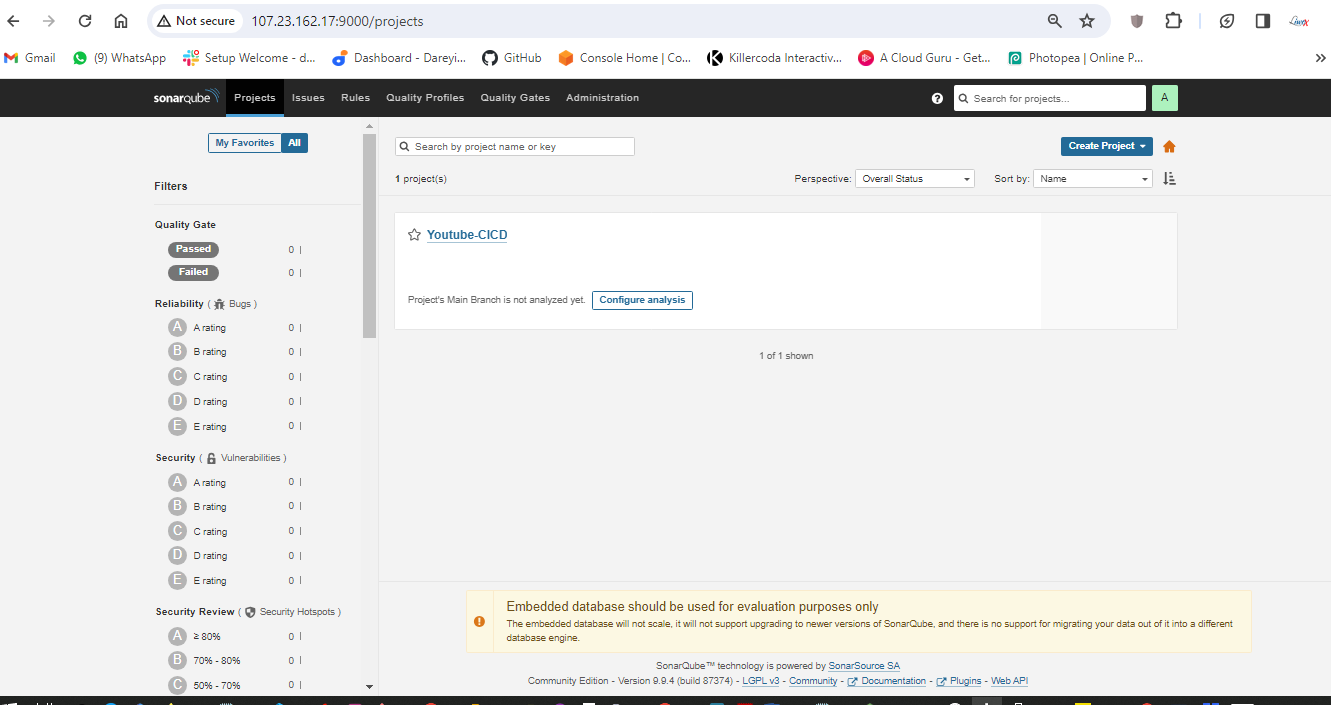 Not secure 107.23.162.17:9000/projects
Gmail (9) WhatsApp Setup Welcome - d... Dashboard - Dareyi... GitHub Console Home | Co... Killercoda Interactiv... A Cloud Guru - Get... Photopea | Online P... »
sonarqube Projects Issues Rules Quality Profiles Quality Gates Administration ? Search for projects... A
My Favorites All
Search by project name or key
Create Project
1 project(s)
Perspective: Overall Status Sort by: Name
Filters
Quality Gate
Passed 0
Failed 0
Reliability ( Bugs )
A A rating 0
B B rating 0
C C rating 0
D D rating 0
E E rating 0
Security ( Vulnerabilities )
A A rating 0
B B rating 0
C C rating 0
D D rating 0
E E rating 0
Security Review ( Security Hotspots )
A ≥ 80% 0
B 70% - 80% 0
C 50% - 70% 0
Youtube-CICD
Project's Main Branch is not analyzed yet. Configure analysis
1 of 1 shown
Embedded database should be used for evaluation purposes only
The embedded database will not scale, it will not support upgrading to newer versions of SonarQube, and there is no support for migrating your data out of it into a different
database engine.
SonarQube™ technology is powered by SonarSource SA
Community Edition - Version 9.9.4 (build 87374) - LGPL v3 - Community - Documentation - Plugins - Web API